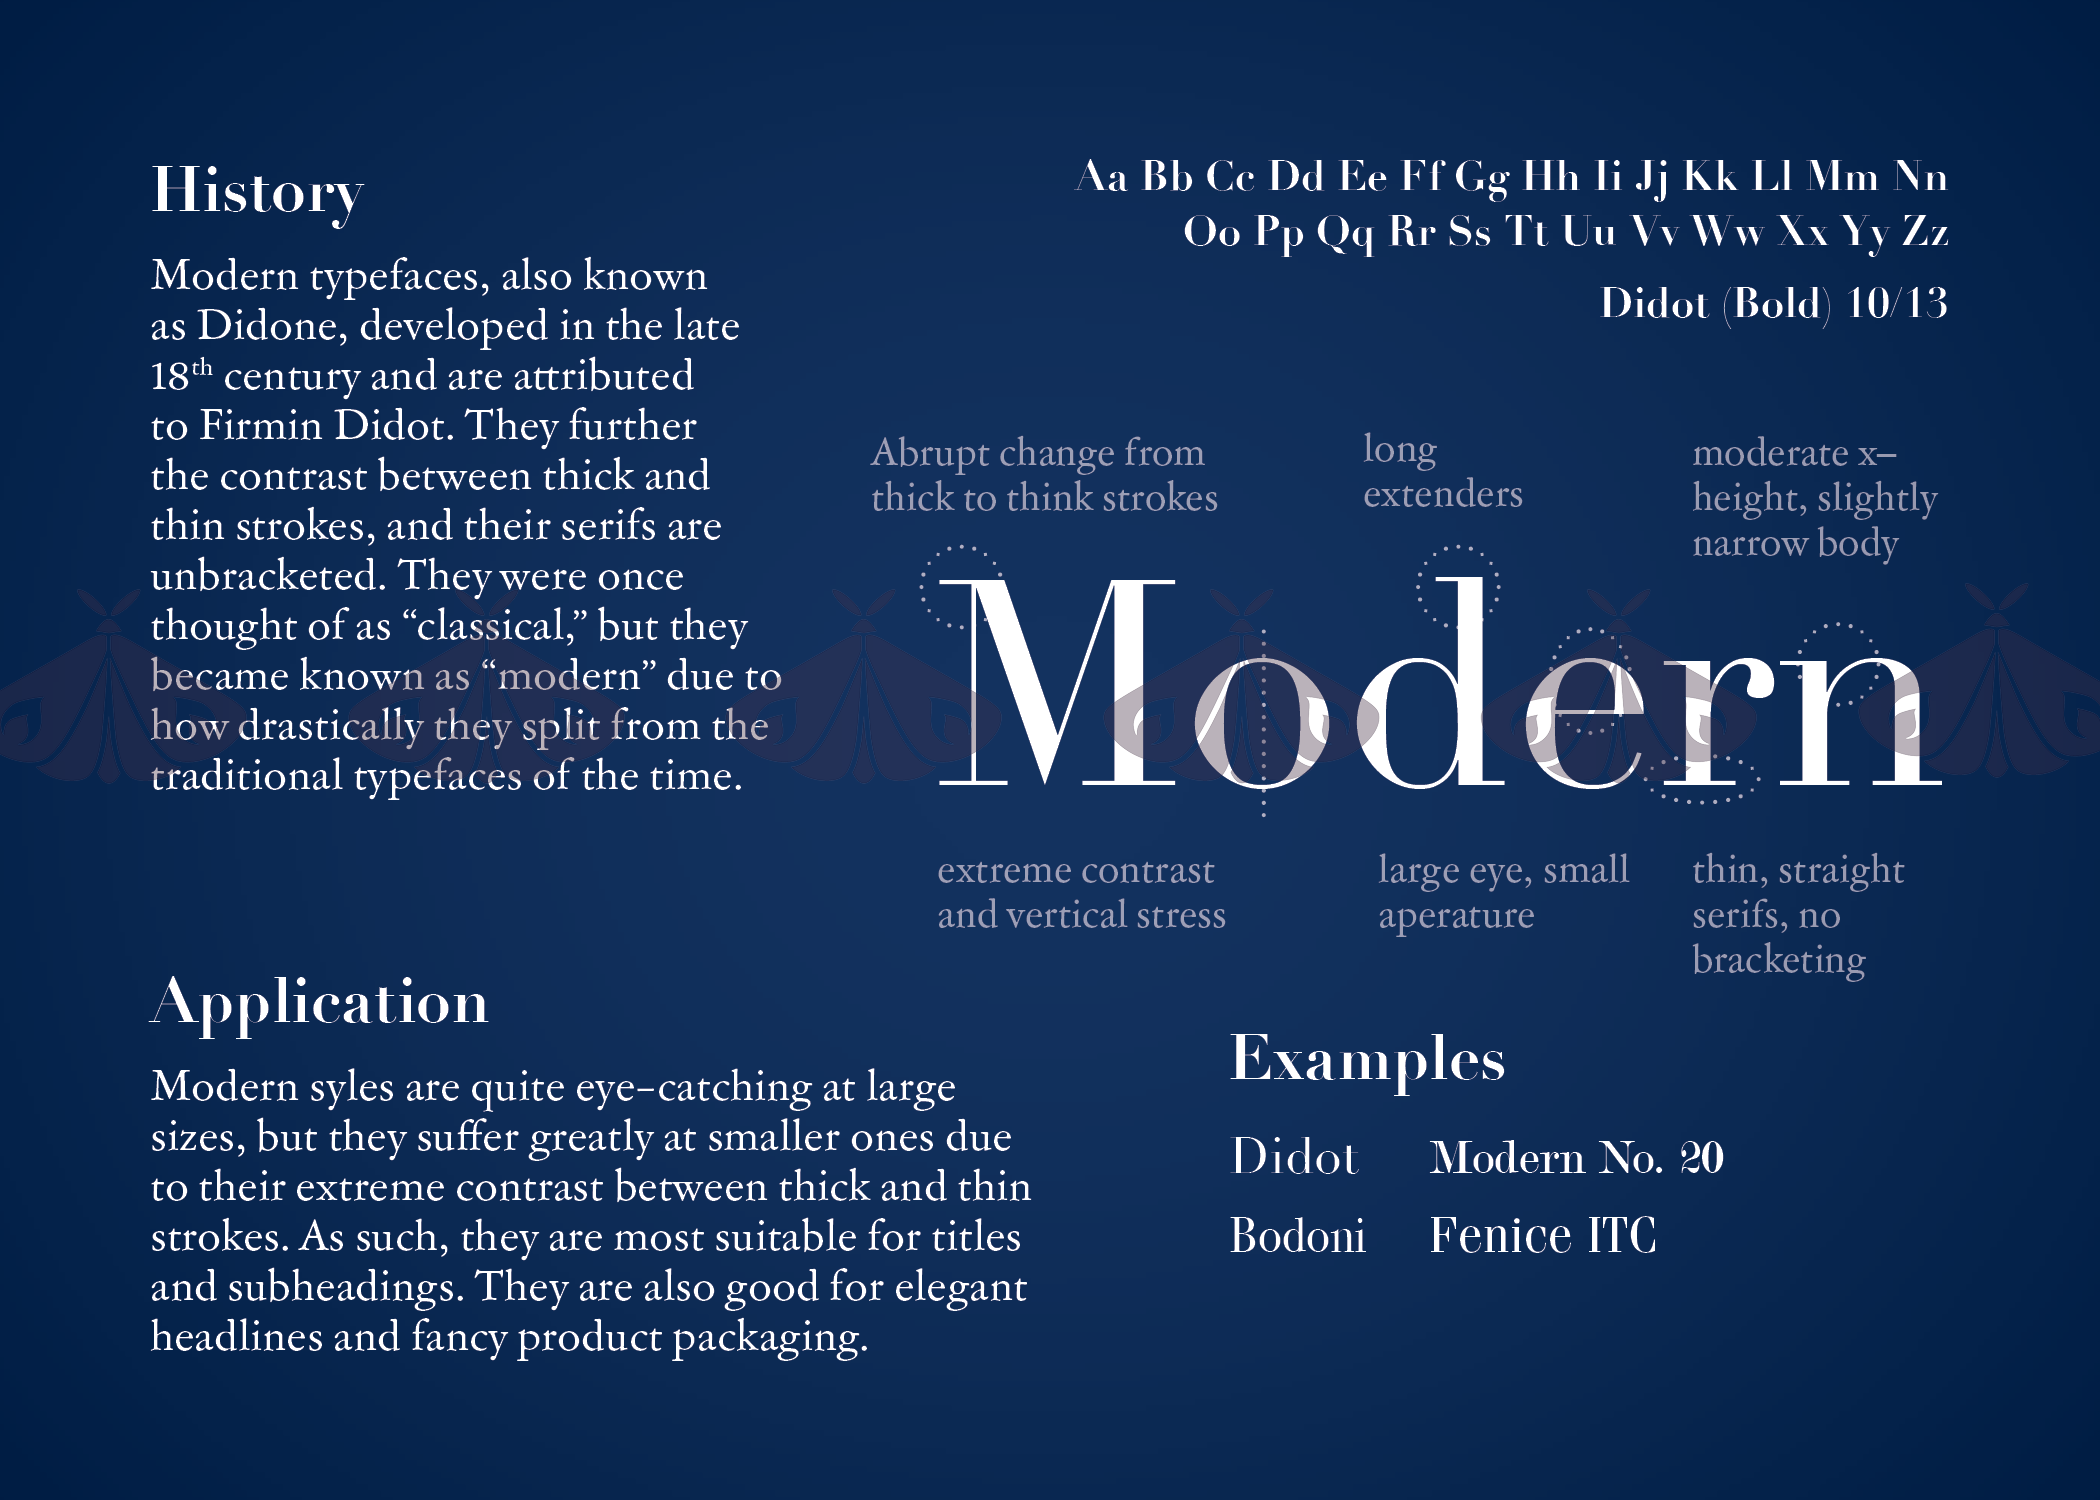 History
Modern typefaces, also known
as Didone, developed in the late
18th century and are attributed
to Firmin Didot. They further
the contrast between thick and
thin strokes, and their serifs are
unbracketed. They were once
thought of as “classical,” but they
became known as “modern” due to
how drastically they split from the
traditional typefaces of the time.
Aa Bb Cc Dd Ee Ff Gg Hh Ii Jj Kk Ll Mm Nn
Oo Pp Qq Rr Ss Tt Uu Vv Ww Xx Yy Zz
Didot (Bold) 10/13
Abrupt change from
thick to think strokes
long
extenders
moderate x–
height, slightly
narrow body
Modern
extreme contrast
and vertical stress
large eye, small
aperature
thin, straight
serifs, no
bracketing
Application
Modern syles are quite eye–catching at large
sizes, but they suffer greatly at smaller ones due
to their extreme contrast between thick and thin
strokes. As such, they are most suitable for titles
and subheadings. They are also good for elegant
headlines and fancy product packaging.
Examples
Didot Modern No. 20
Bodoni Fenice ITC